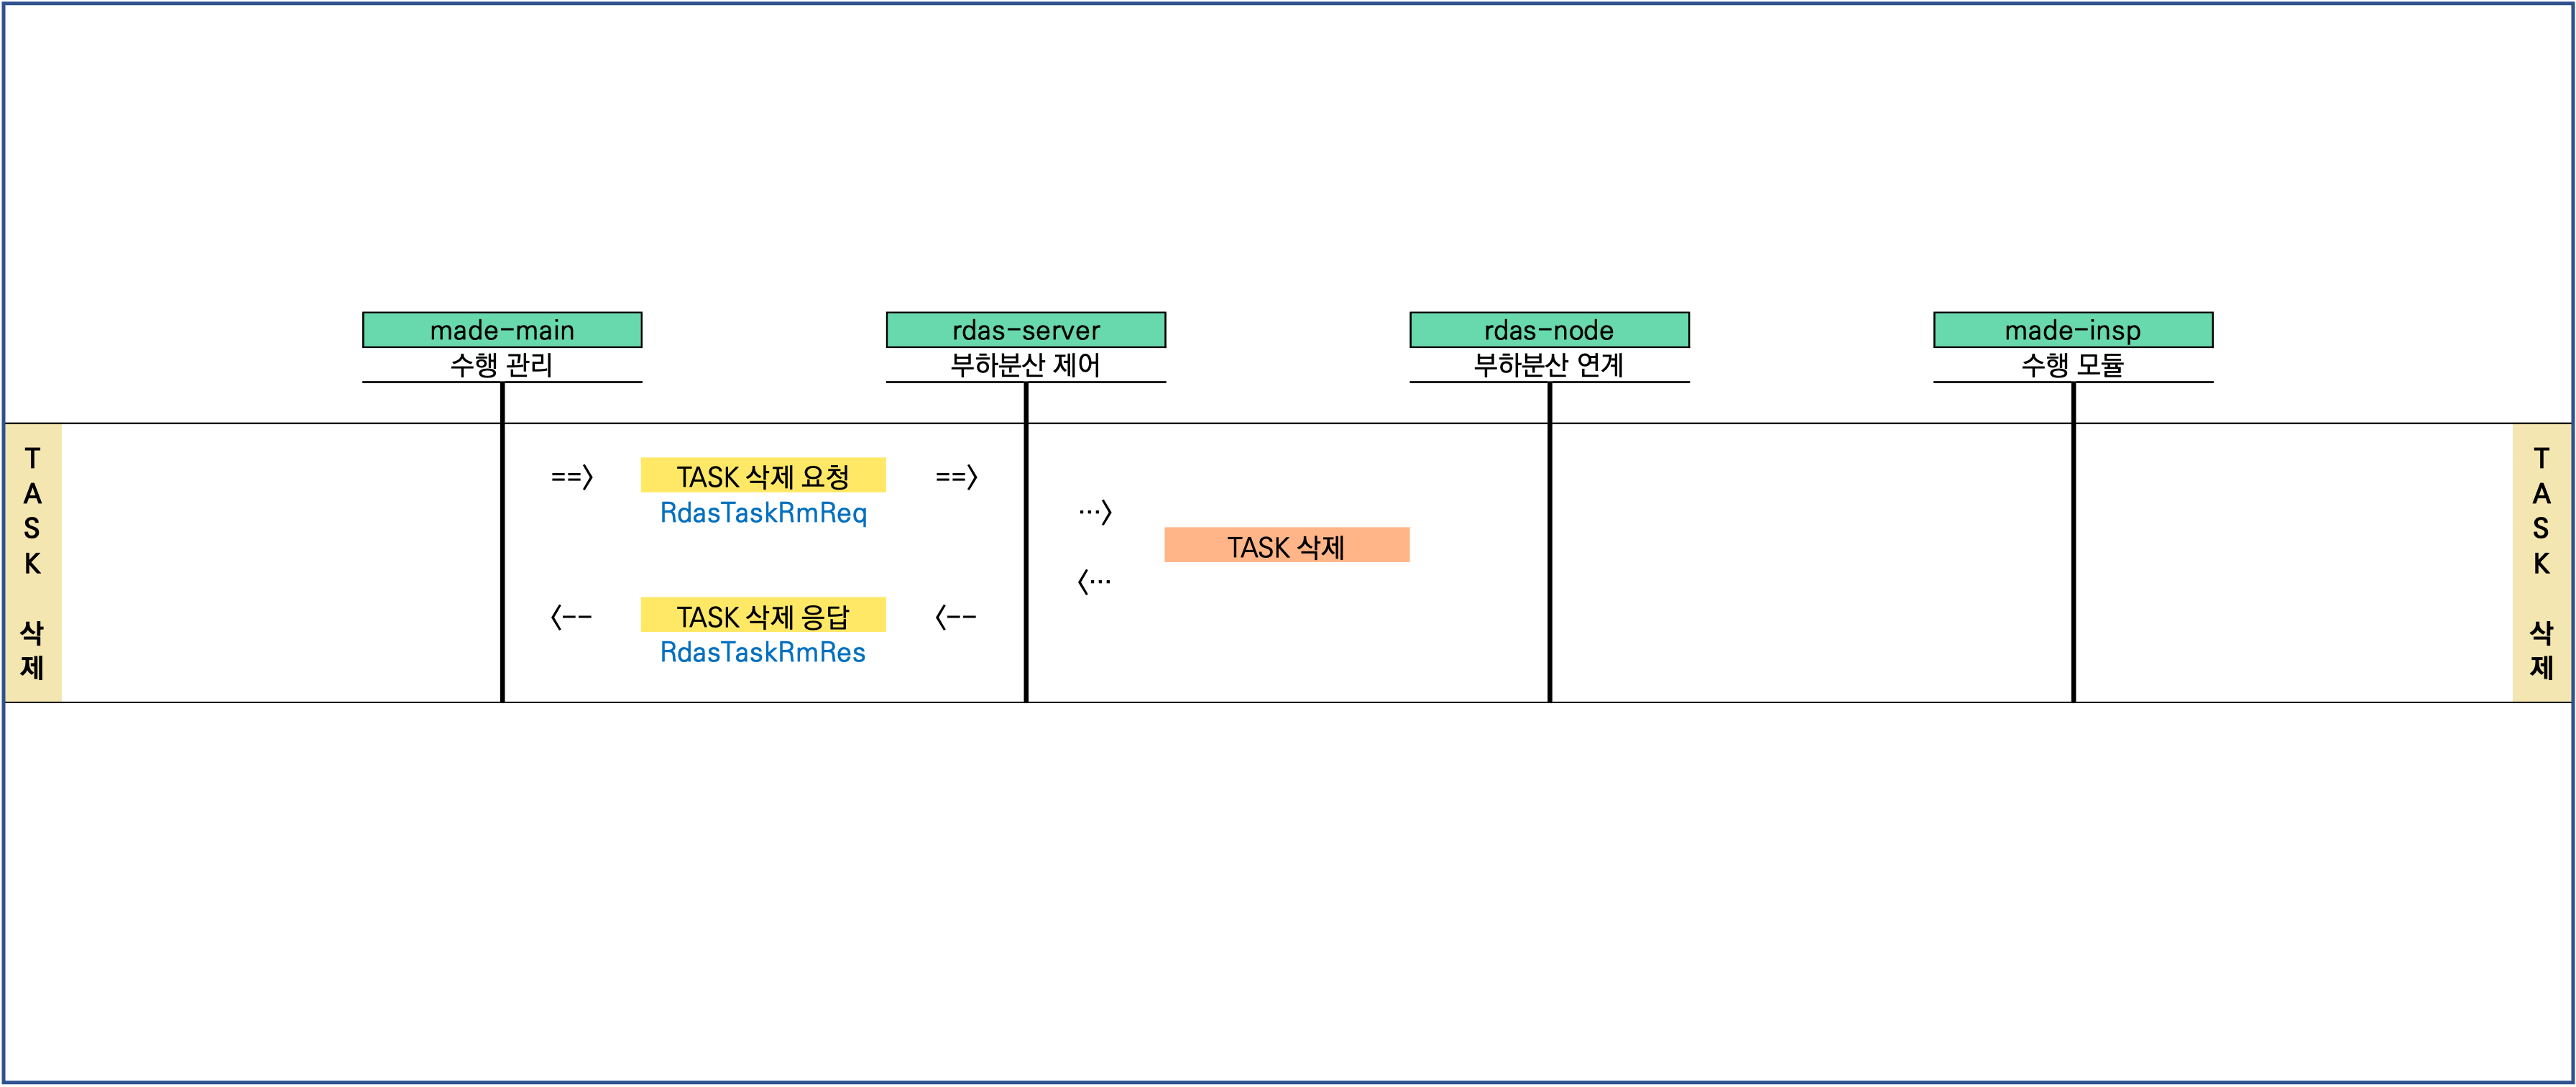 made-main
rdas-server
rdas-node
made-insp
수행 관리
부하분산 제어
부하분산 연계
수행 모듈
TASK 삭제
==〉
TASK 삭제 요청
==〉
RdasTaskRmReq
…〉
TASK 삭제
〈…
〈--
TASK 삭제 응답
〈--
RdasTaskRmRes
TASK 삭제